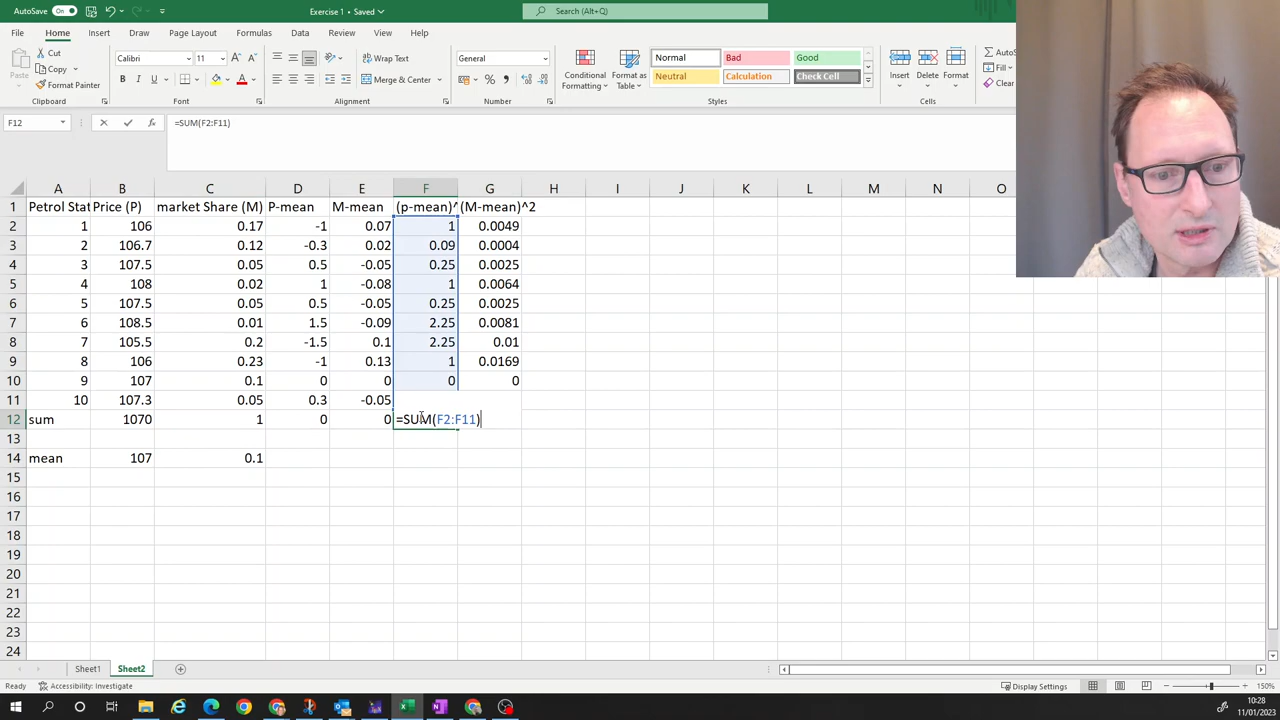 AutoSave On Exercise 1 • Saved Search (Alt+Q)
File Home Insert Draw Page Layout Formulas Data Review View Help
Paste Cut Copy Format Painter Clipboard
Calibri 11 B I U A Font
Wrap Text Merge & Center Alignment
General % Number
Conditional Formatting Format as Table
Normal Bad Good
Neutral Calculation Check Cell
Styles
Insert Delete Format Cells
Fill Clear
F12 fx =SUM(F2:F11)
A B C D E F G H I J K L M N O
1 Petrol Stat Price (P) market Share (M) P-mean M-mean (p-mean)^ (M-mean)^2
2 1 106 0.17 -1 0.07 1 0.0049
3 2 106.7 0.12 -0.3 0.02 0.09 0.0004
4 3 107.5 0.05 0.5 -0.05 0.25 0.0025
5 4 108 0.02 1 -0.08 1 0.0064
6 5 107.5 0.05 0.5 -0.05 0.25 0.0025
7 6 108.5 0.01 1.5 -0.09 2.25 0.0081
8 7 105.5 0.2 -1.5 0.1 2.25 0.01
9 8 106 0.23 -1 0.13 1 0.0169
10 9 107 0.1 0 0 0 0
11 10 107.3 0.05 0.3 -0.05
12 sum 1070 1 0 0 =SUM(F2:F11)
13
14 mean 107 0.1
15
16
17
18
19
20
21
22
23
24
Sheet1 Sheet2
Ready Accessibility: Investigate Display Settings 150%
10:28
11/01/2023